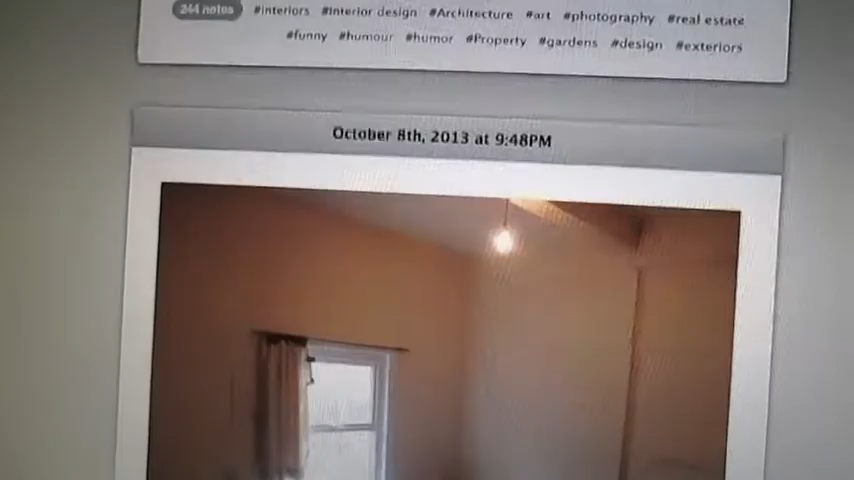 244 notes #interiors #interior design #Architecture #art #photography #real estate
#funny #humour #humor #Property #gardens #design #exteriors
October 8th, 2013 at 9:48PM